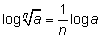 log ⁿ√a = 1/n log a